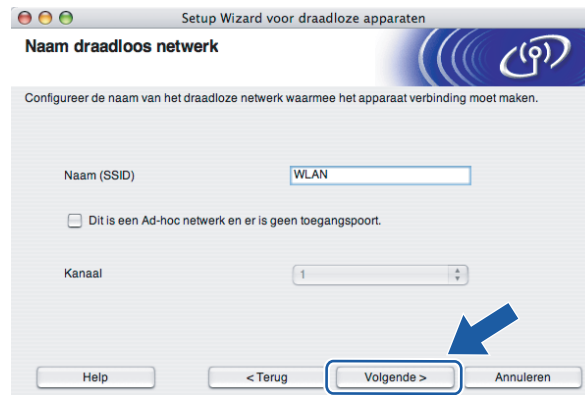 Setup Wizard voor draadloze apparaten
Naam draadloos netwerk
Configureer de naam van het draadloze netwerk waarmee het apparaat verbinding moet maken.
Naam (SSID) WLAN
Dit is een Ad-hoc netwerk en er is geen toegangspoort.
Kanaal 1
Help < Terug Volgende > Annuleren